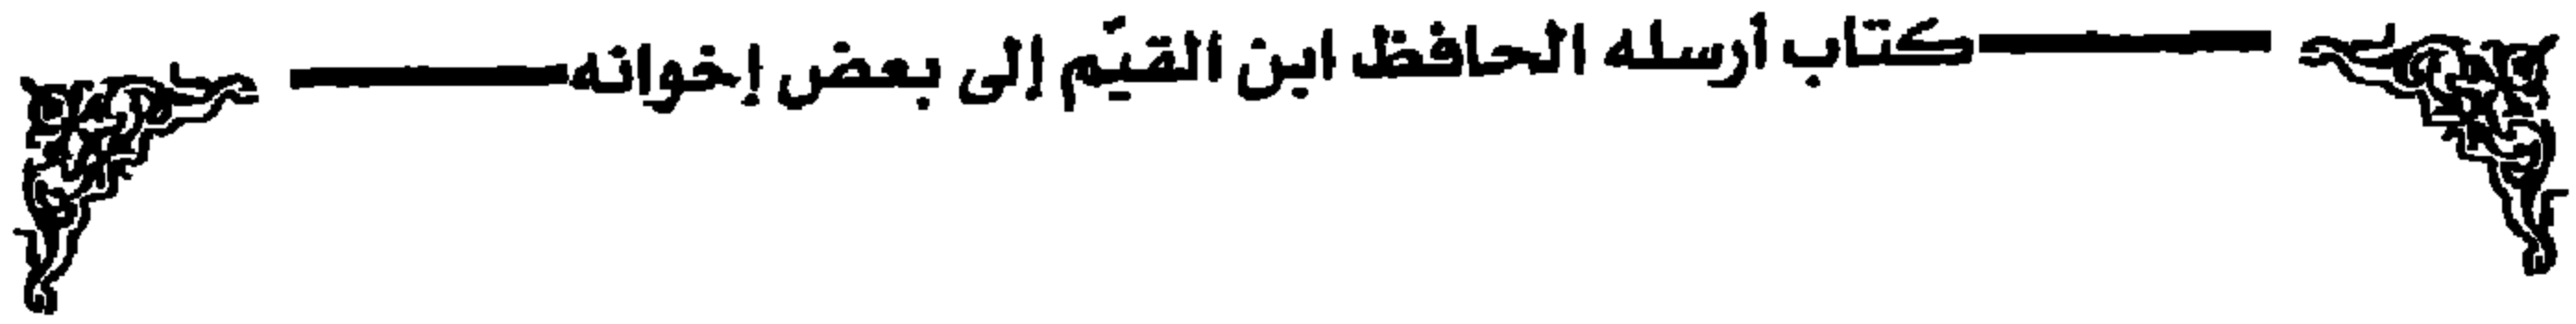 كتاب أرسله الحافظ ابن القيّم إلى بعض إخوانه